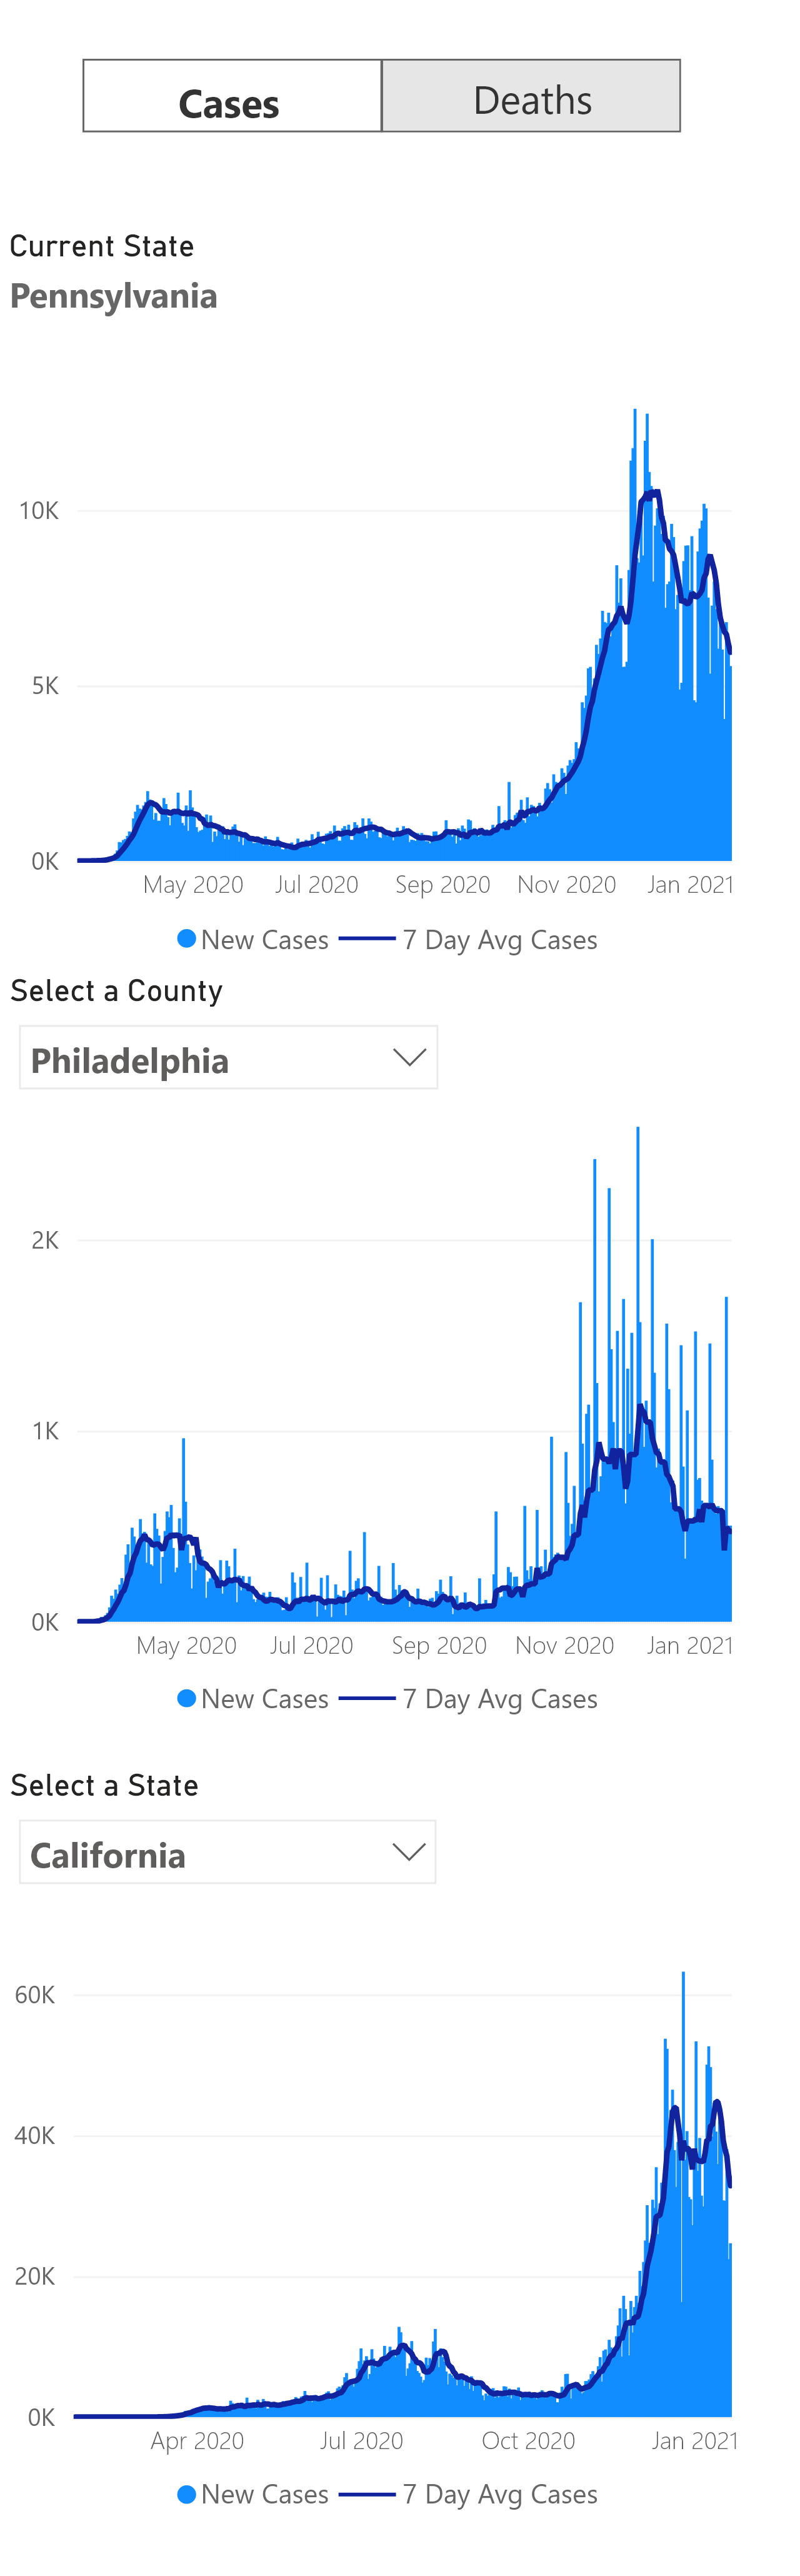 Cases Deaths
Current State
Pennsylvania
10K
5K
0K
May 2020 Jul 2020 Sep 2020 Nov 2020 Jan 2021
New Cases 7 Day Avg Cases
Select a County
Philadelphia
2K
1K
0K
May 2020 Jul 2020 Sep 2020 Nov 2020 Jan 2021
New Cases 7 Day Avg Cases
Select a State
California
60K
40K
20K
0K
Apr 2020 Jul 2020 Oct 2020 Jan 2021
New Cases 7 Day Avg Cases